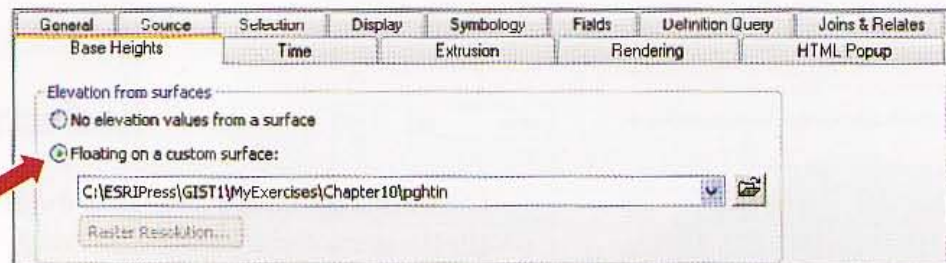 General Source Selection Display Symbology Fields Definition Query Joins & Relates
Base Heights Time Extrusion Rendering HTML Popup
Elevation from surfaces
No elevation values from a surface
Floating on a custom surface:
C:\ESRIPress\GIST1\MyExercises\Chapter10\pghtin
Raster Resolution...